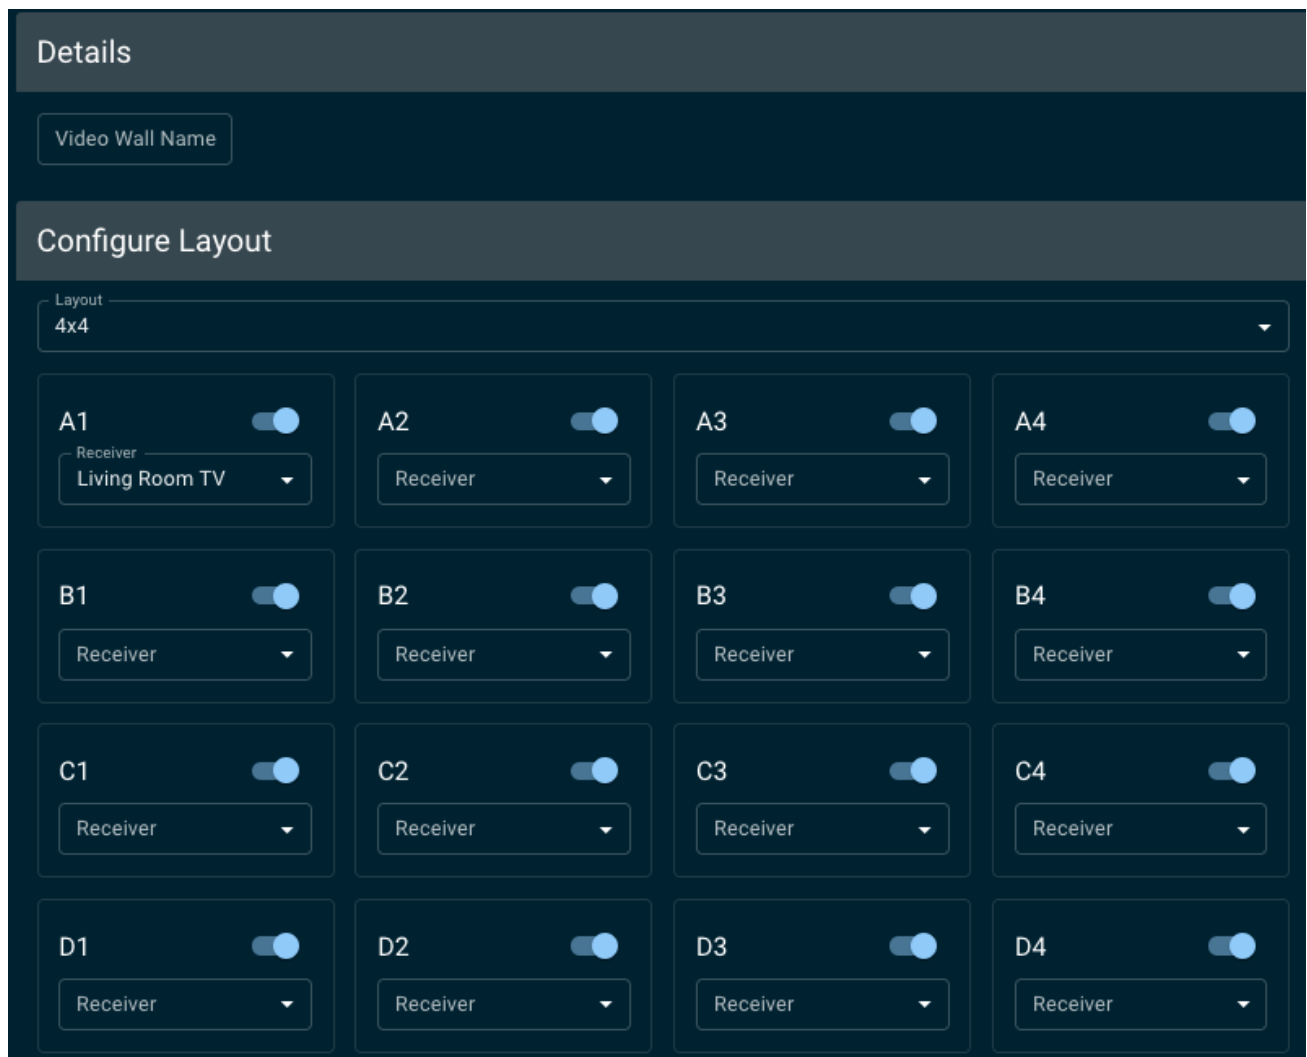 Details
Video Wall Name
Configure Layout
Layout
4x4
A1 A2 A3 A4
Receiver
Living Room TV Receiver Receiver Receiver
B1 B2 B3 B4
Receiver Receiver Receiver Receiver
C1 C2 C3 C4
Receiver Receiver Receiver Receiver
D1 D2 D3 D4
Receiver Receiver Receiver Receiver